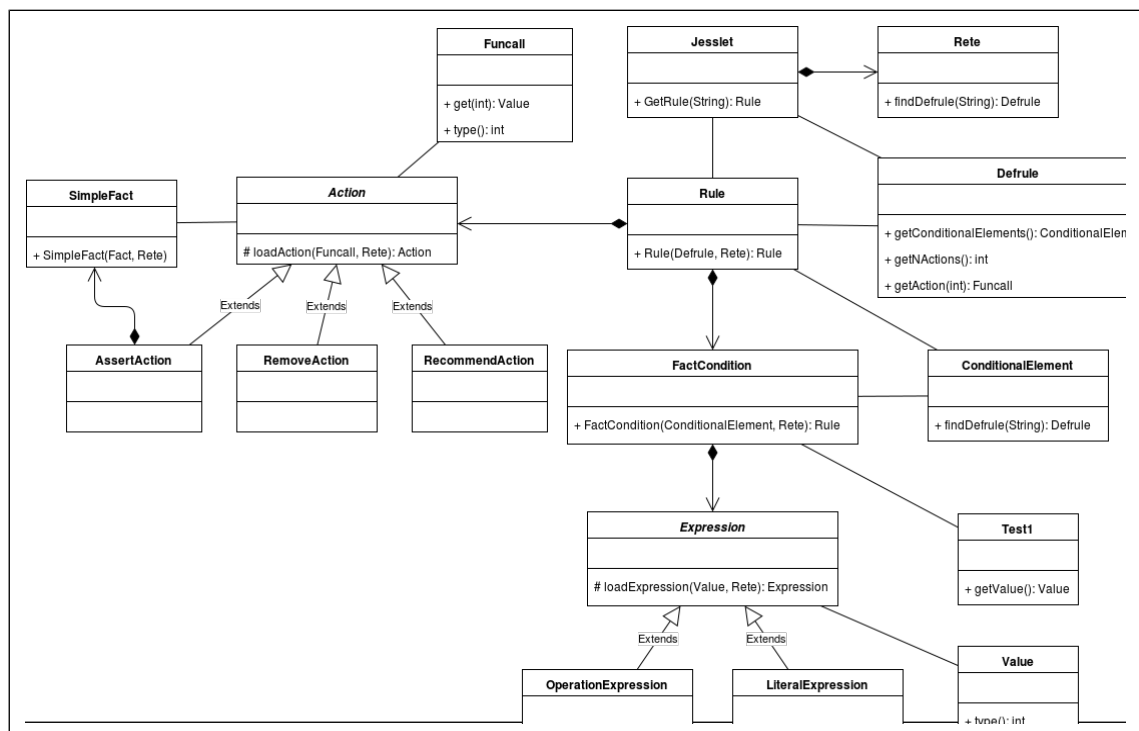 Funcall
+ get(int): Value
+ type(): int
Jesslet
+ GetRule(String): Rule
Rete
+ findDefrule(String): Defrule
SimpleFact
+ SimpleFact(Fact, Rete)
Action
# loadAction(Funcall, Rete): Action
Rule
+ Rule(Defrule, Rete): Rule
Defrule
+ getConditionalElements(): ConditionalElem
+ getNActions(): int
+ getAction(int): Funcall
Extends
Extends
Extends
AssertAction
RemoveAction
RecommendAction
FactCondition
+ FactCondition(ConditionalElement, Rete): Rule
ConditionalElement
+ findDefrule(String): Defrule
Expression
# loadExpression(Value, Rete): Expression
Test1
+ getValue(): Value
Extends
Extends
OperationExpression
LiteralExpression
Value
+ type(): int